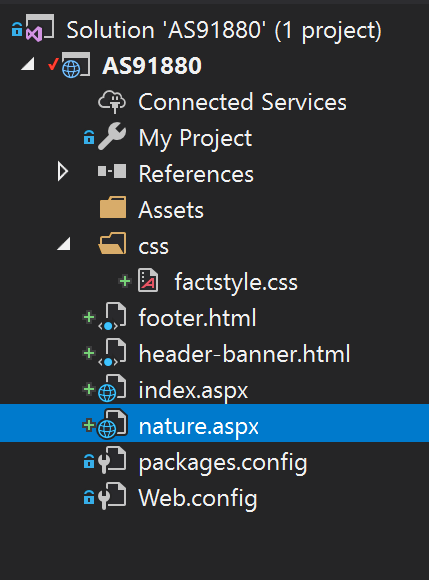 Solution 'AS91880' (1 project)
AS91880
Connected Services
My Project
References
Assets
css
factstyle.css
footer.html
header-banner.html
index.aspx
nature.aspx
packages.config
Web.config